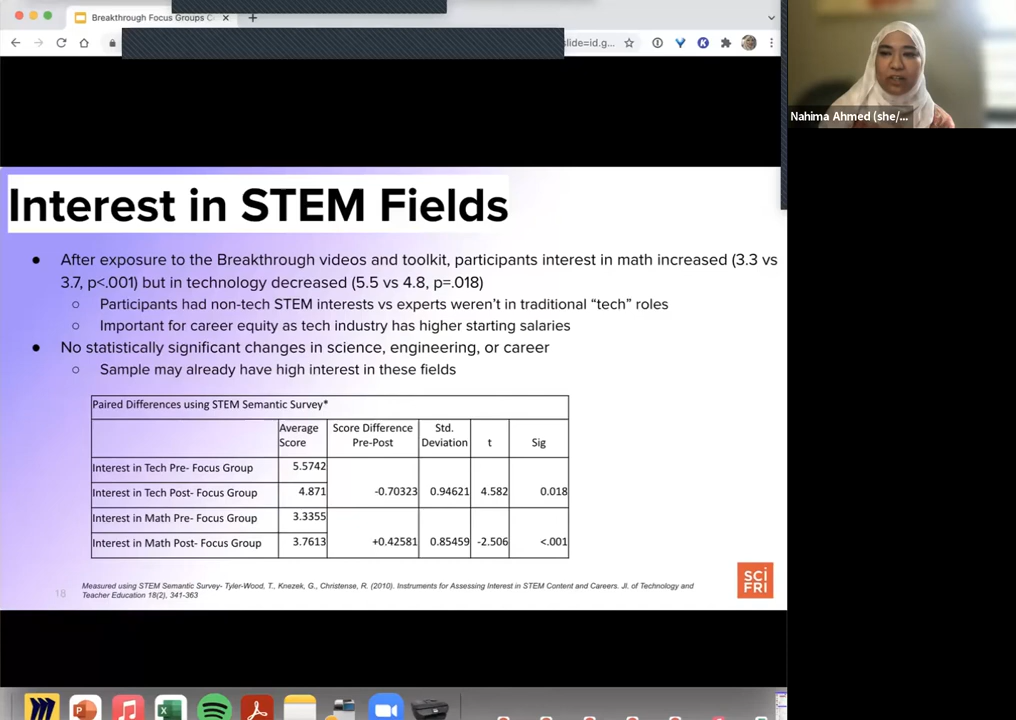 Breakthrough Focus Groups C
slide=id.g...
Nahima Ahmed (she/...
Interest in STEM Fields
● After exposure to the Breakthrough videos and toolkit, participants interest in math increased (3.3 vs
3.7, p<.001) but in technology decreased (5.5 vs 4.8, p=.018)
○ Participants had non-tech STEM interests vs experts weren't in traditional “tech” roles
○ Important for career equity as tech industry has higher starting salaries
● No statistically significant changes in science, engineering, or career
○ Sample may already have high interest in these fields
Paired Differences using STEM Semantic Survey*
Average Score Difference Std.
Score Pre-Post Deviation t Sig
Interest in Tech Pre- Focus Group 5.5742
Interest in Tech Post- Focus Group 4.871 -0.70323 0.94621 4.582 0.018
Interest in Math Pre- Focus Group 3.3355
Interest in Math Post- Focus Group 3.7613 +0.42581 0.85459 -2.506 <.001
Measured using STEM Semantic Survey- Tyler-Wood, T., Knezek, G., Christense, R. (2010). Instruments for Assessing Interest in STEM Content and Careers. Jl. of Technology and
Teacher Education 18(2), 341-363
18
SCI
FRI